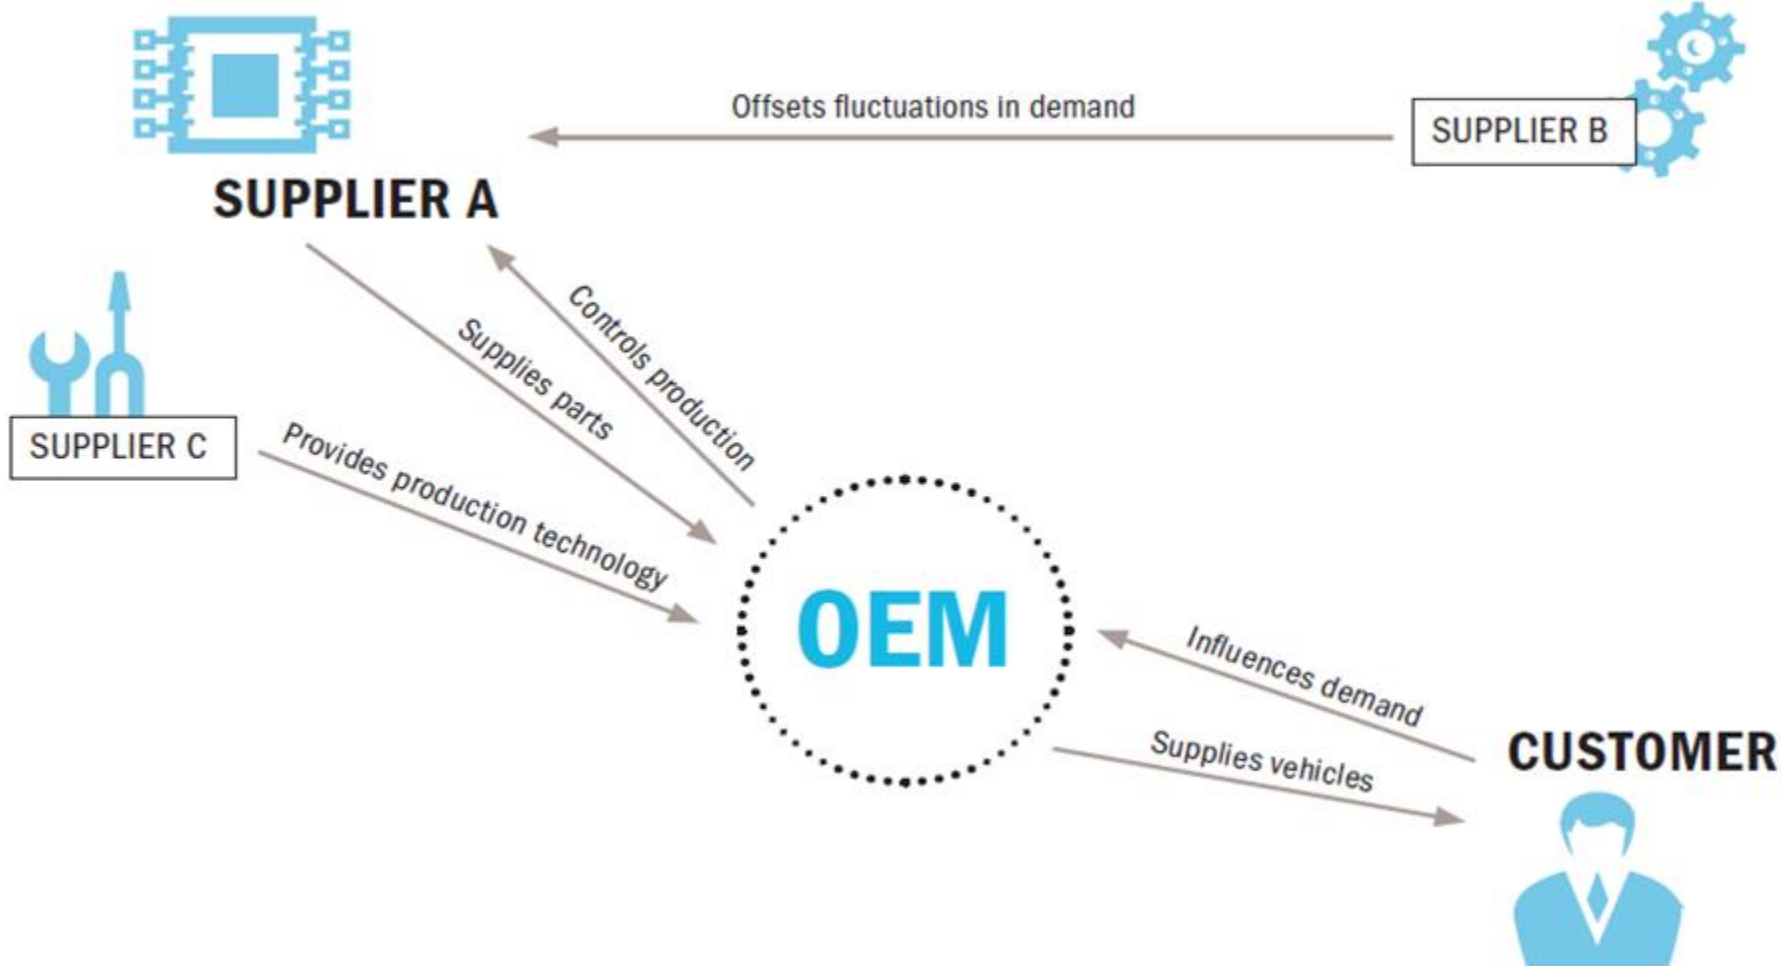 Offsets fluctuations in demand
SUPPLIER B
SUPPLIER A
Controls production
Supplies parts
SUPPLIER C
Provides production technology
OEM
Influences demand
Supplies vehicles
CUSTOMER